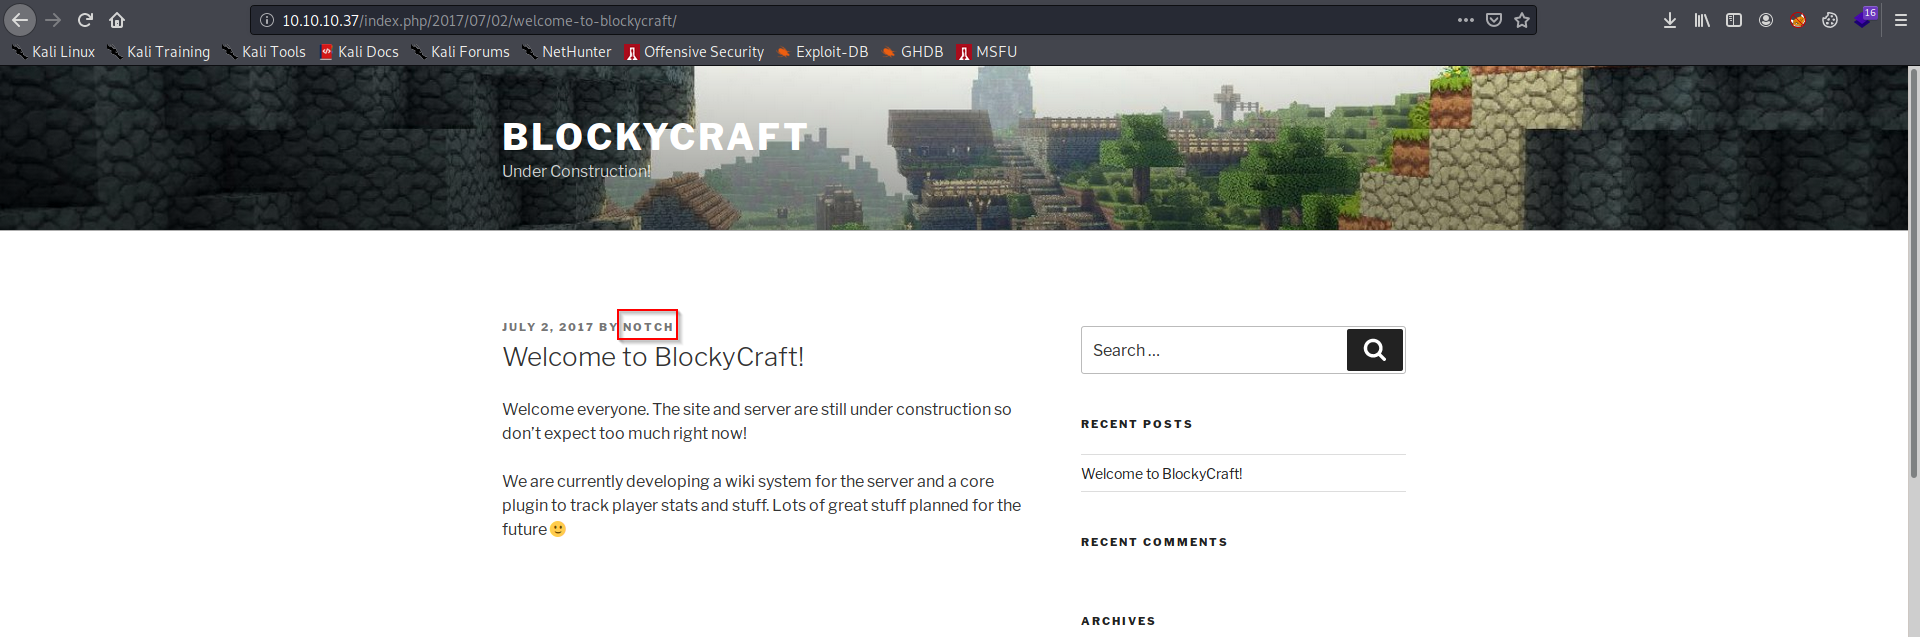 10.10.10.37/index.php/2017/07/02/welcome-to-blockycraft/
16
Kali Linux Kali Training Kali Tools Kali Docs Kali Forums NetHunter Offensive Security Exploit-DB GHDB MSFU
BLOCKYCRAFT
Under Construction!
JULY 2, 2017 BY NOTCH
Welcome to BlockyCraft!
Welcome everyone. The site and server are still under construction so
don’t expect too much right now!
We are currently developing a wiki system for the server and a core
plugin to track player stats and stuff. Lots of great stuff planned for the
future 🙂
Search …
RECENT POSTS
Welcome to BlockyCraft!
RECENT COMMENTS
ARCHIVES